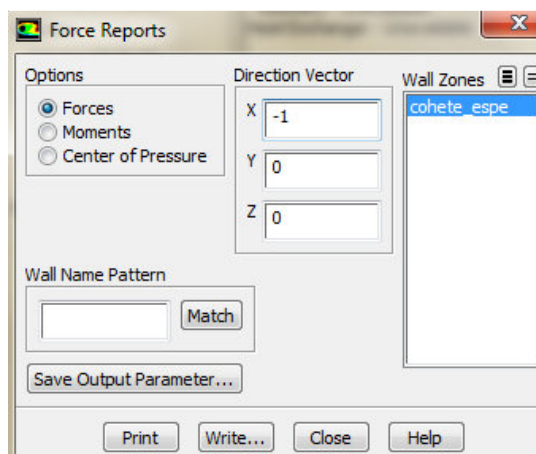 Force Reports
Options
Forces
Moments
Center of Pressure
Direction Vector
X -1
Y 0
Z 0
Wall Zones
cohete_espe
Wall Name Pattern
Match
Save Output Parameter...
Print Write... Close Help